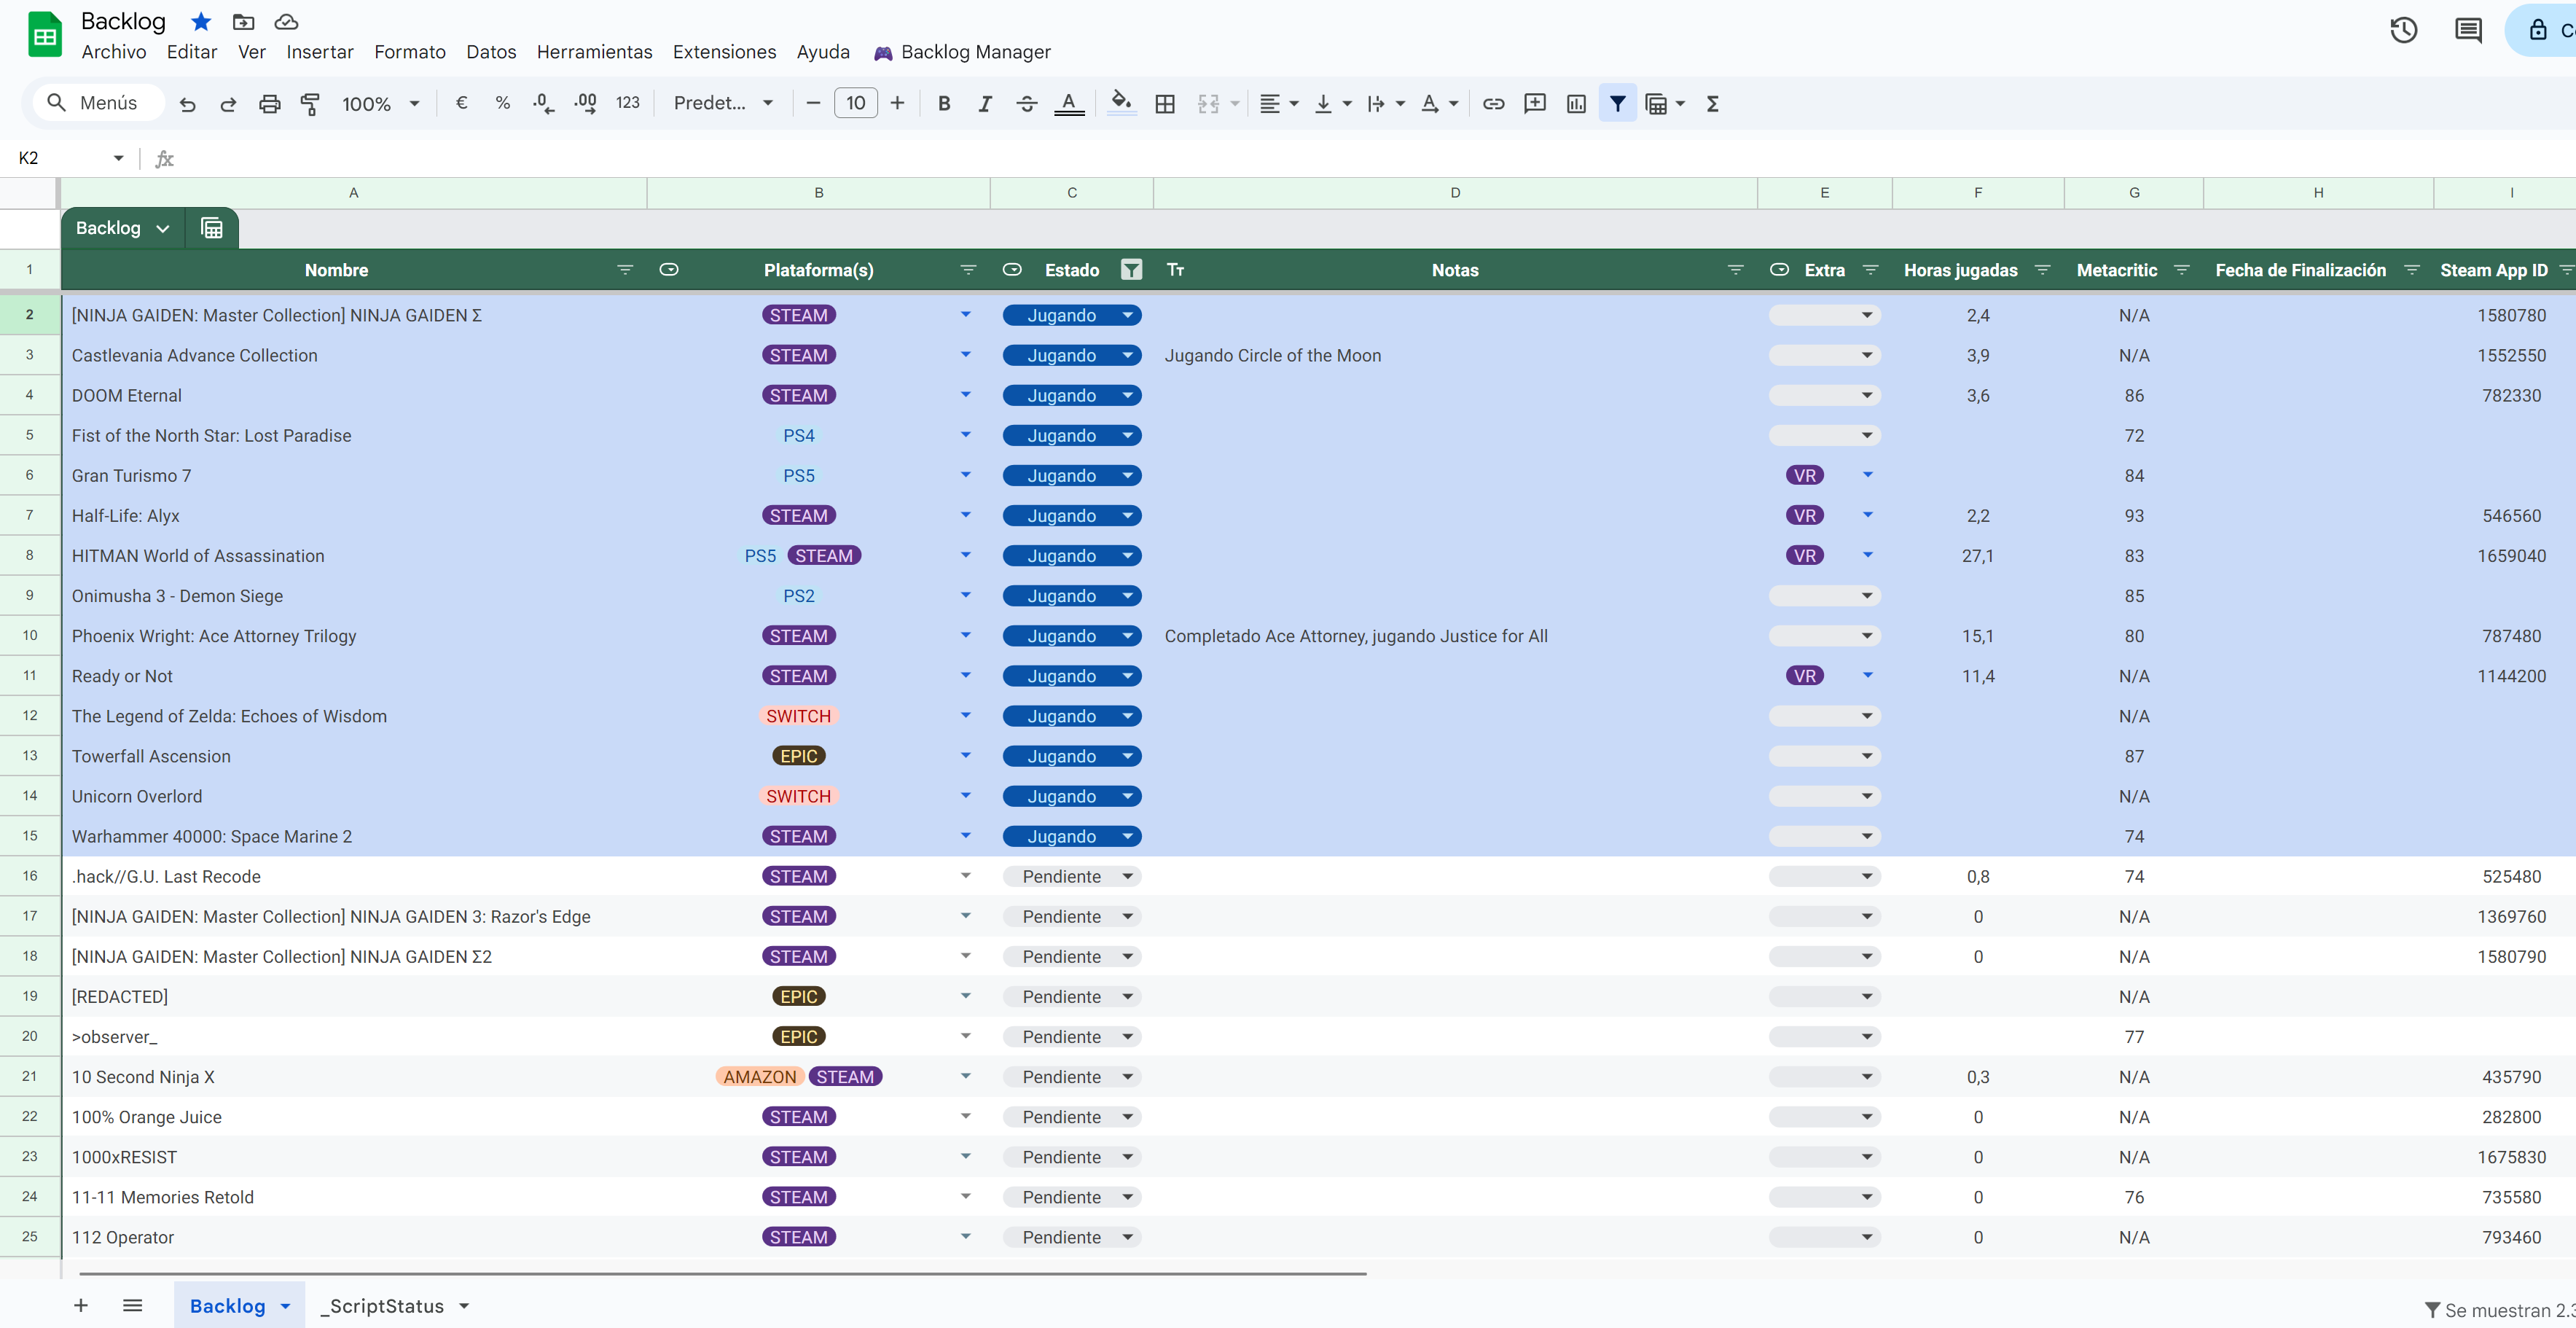 Backlog
Archivo Editar Ver Insertar Formato Datos Herramientas Extensiones Ayuda Backlog Manager
Menús 100% € % .0 .00 123 Predet... 10 B I A Σ
K2 fx
A B C D E F G H I
Backlog
1 Nombre Plataforma(s) Estado Tт Notas Extra Horas jugadas Metacritic Fecha de Finalización Steam App ID
2 [NINJA GAIDEN: Master Collection] NINJA GAIDEN Σ STEAM Jugando 2,4 N/A 1580780
3 Castlevania Advance Collection STEAM Jugando Jugando Circle of the Moon 3,9 N/A 1552550
4 DOOM Eternal STEAM Jugando 3,6 86 782330
5 Fist of the North Star: Lost Paradise PS4 Jugando 72
6 Gran Turismo 7 PS5 Jugando VR 84
7 Half-Life: Alyx STEAM Jugando VR 2,2 93 546560
8 HITMAN World of Assassination PS5 STEAM Jugando VR 27,1 83 1659040
9 Onimusha 3 - Demon Siege PS2 Jugando 85
10 Phoenix Wright: Ace Attorney Trilogy STEAM Jugando Completado Ace Attorney, jugando Justice for All 15,1 80 787480
11 Ready or Not STEAM Jugando VR 11,4 N/A 1144200
12 The Legend of Zelda: Echoes of Wisdom SWITCH Jugando N/A
13 Towerfall Ascension EPIC Jugando 87
14 Unicorn Overlord SWITCH Jugando N/A
15 Warhammer 40000: Space Marine 2 STEAM Jugando 74
16 .hack//G.U. Last Recode STEAM Pendiente 0,8 74 525480
17 [NINJA GAIDEN: Master Collection] NINJA GAIDEN 3: Razor's Edge STEAM Pendiente 0 N/A 1369760
18 [NINJA GAIDEN: Master Collection] NINJA GAIDEN Σ2 STEAM Pendiente 0 N/A 1580790
19 [REDACTED] EPIC Pendiente N/A
20 >observer_ EPIC Pendiente 77
21 10 Second Ninja X AMAZON STEAM Pendiente 0,3 N/A 435790
22 100% Orange Juice STEAM Pendiente 0 N/A 282800
23 1000xRESIST STEAM Pendiente 0 N/A 1675830
24 11-11 Memories Retold STEAM Pendiente 0 76 735580
25 112 Operator STEAM Pendiente 0 N/A 793460
Backlog _ScriptStatus Se muestran